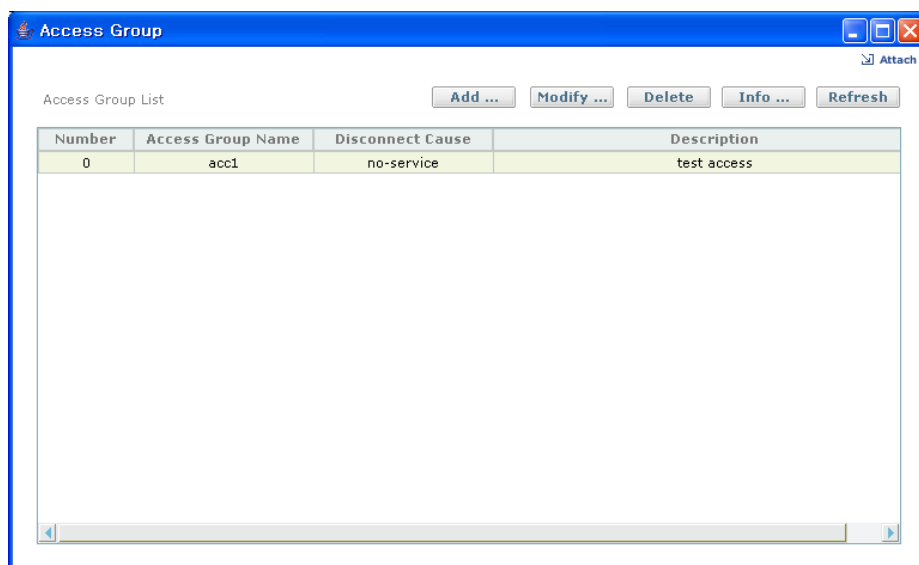 Access Group
Attach
Access Group List
Add ... Modify ... Delete Info ... Refresh
Number Access Group Name Disconnect Cause Description
0 acc1 no-service test access